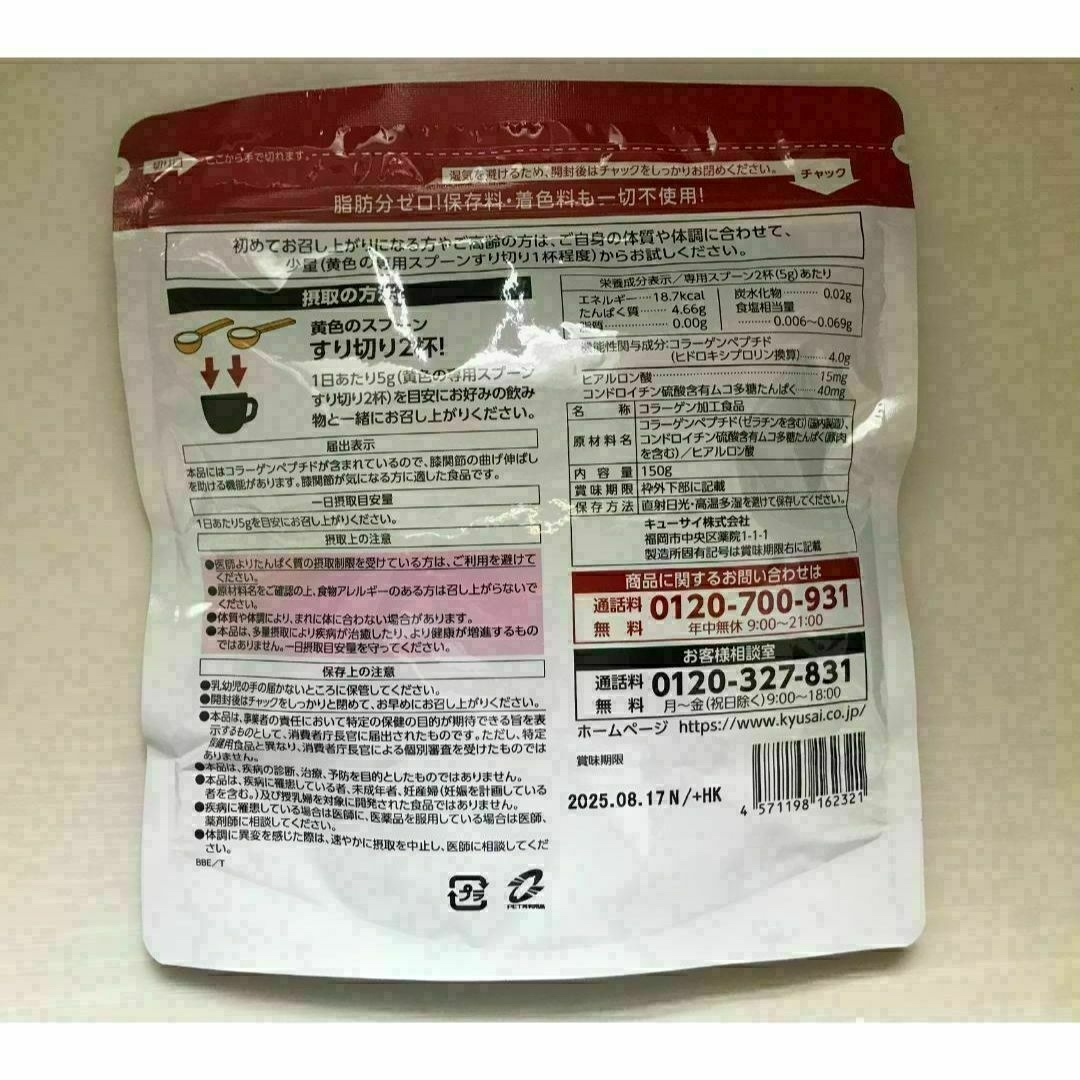 切り口
ここから手で切れます。
湿気を避けるため、開封後はチャックをしっかりお閉めください。
チャック
脂肪分ゼロ!保存料・着色料も一切不使用!
初めてお召し上がりになる方やご高齢の方は、ご自身の体質や体調に合わせて、
少量(黄色の専用スプーンすり切り1杯程度)からお試しください。
摂取の方法
黄色のスプーン
すり切り2杯!
1日あたり5g(黄色の専用スプーン
すり切り2杯)を目安にお好みの飲み
物と一緒にお召し上がりください。
届出表示
本品にはコラーゲンペプチドが含まれているので、膝関節の曲げ伸ばし
を助ける機能があります。膝関節が気になる方に適した食品です。
一日摂取目安量
1日あたり5gを目安にお召し上がりください。
摂取上の注意
●医師よりたんぱく質の摂取制限を受けている方は、ご利用を避けて
ください。
●原材料名をご確認の上、食物アレルギーのある方は召し上がらないで
ください。
●体質や体調により、まれに体に合わない場合があります。
●本品は、多量摂取により疾病が治癒したり、より健康が増進するもの
ではありません。一日摂取目安量を守ってください。
保存上の注意
●乳幼児の手の届かないところに保管してください。
●開封後はチャックをしっかりと閉めて、お早めにお召し上がりください。
●本品は、事業者の責任において特定の保健の目的が期待できる旨を表
示するものとして、消費者庁長官に届出されたものです。ただし、特定
保健用食品と異なり、消費者庁長官による個別審査を受けたものでは
ありません。
●本品は、疾病の診断、治療、予防を目的としたものではありません。
●本品は、疾病に罹患している者、未成年者、妊産婦(妊娠を計画している
者を含む。)及び授乳婦を対象に開発された食品ではありません。
●疾病に罹患している場合は医師に、医薬品を服用している場合は医師、
薬剤師に相談してください。
●体調に異変を感じた際は、速やかに摂取を中止し、医師に相談してくだ
さい。
BBE/T
プラ
栄養成分表示/専用スプーン2杯(5g)あたり
エネルギー……18.7kcal
たんぱく質……4.66g
脂質……0.00g
炭水化物……0.02g
食塩相当量
……0.006～0.069g
機能性関与成分:コラーゲンペプチド
(ヒドロキシプロリン換算)……4.0g
ヒアルロン酸……15mg
コンドロイチン硫酸含有ムコ多糖たんぱく……40mg
名称 コラーゲン加工食品
原材料名 コラーゲンペプチド(ゼラチンを含む)(国内製造)、
コンドロイチン硫酸含有ムコ多糖たんぱく(豚肉
を含む)/ヒアルロン酸
内容量 150g
賞味期限 枠外下部に記載
保存方法 直射日光・高温多湿を避けて保存してください。
キューサイ株式会社
福岡市中央区薬院1-1-1
製造所固有記号は賞味期限右に記載
商品に関するお問い合わせは
通話料無料 0120-700-931
年中無休 9:00～21:00
お客様相談室
通話料無料 0120-327-831
月～金(祝日除く)9:00～18:00
ホームページ https://www.kyusai.co.jp/
賞味期限
2025.08.17N/+HK
4 571198 162321